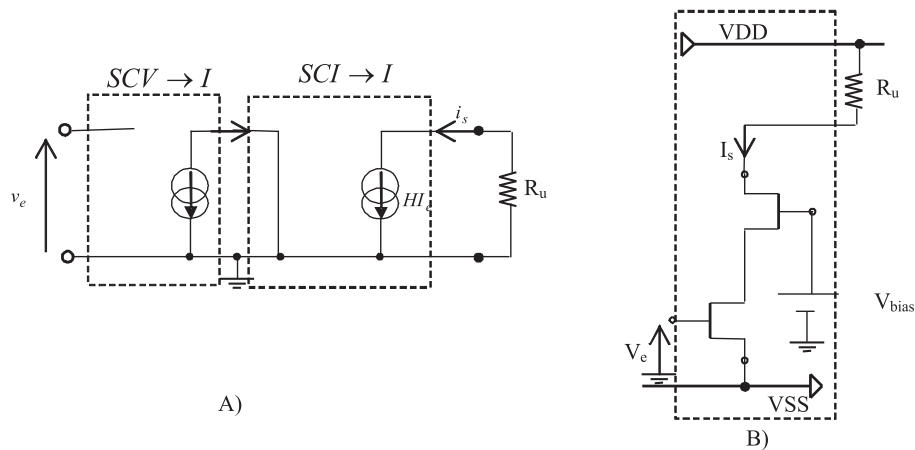 SCV → I
SCI → I
i_s
v_e
HI_e
R_u
A)
VDD
R_u
I_s
V_bias
V_e
VSS
B)